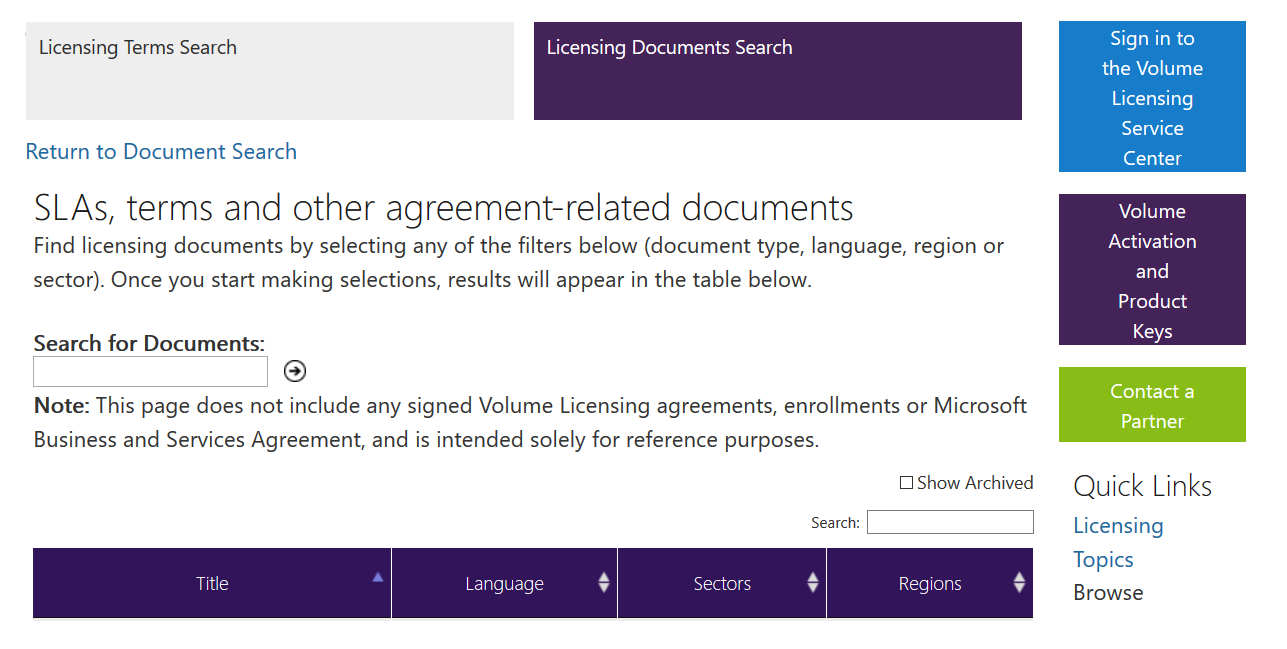 Licensing Terms Search
Licensing Documents Search
Return to Document Search
SLAs, terms and other agreement-related documents
Find licensing documents by selecting any of the filters below (document type, language, region or
sector). Once you start making selections, results will appear in the table below.
Search for Documents:
Note: This page does not include any signed Volume Licensing agreements, enrollments or Microsoft
Business and Services Agreement, and is intended solely for reference purposes.
Show Archived
Search:
Title
Language
Sectors
Regions
Sign in to
the Volume
Licensing
Service
Center
Volume
Activation
and
Product
Keys
Contact a
Partner
Quick Links
Licensing
Topics
Browse